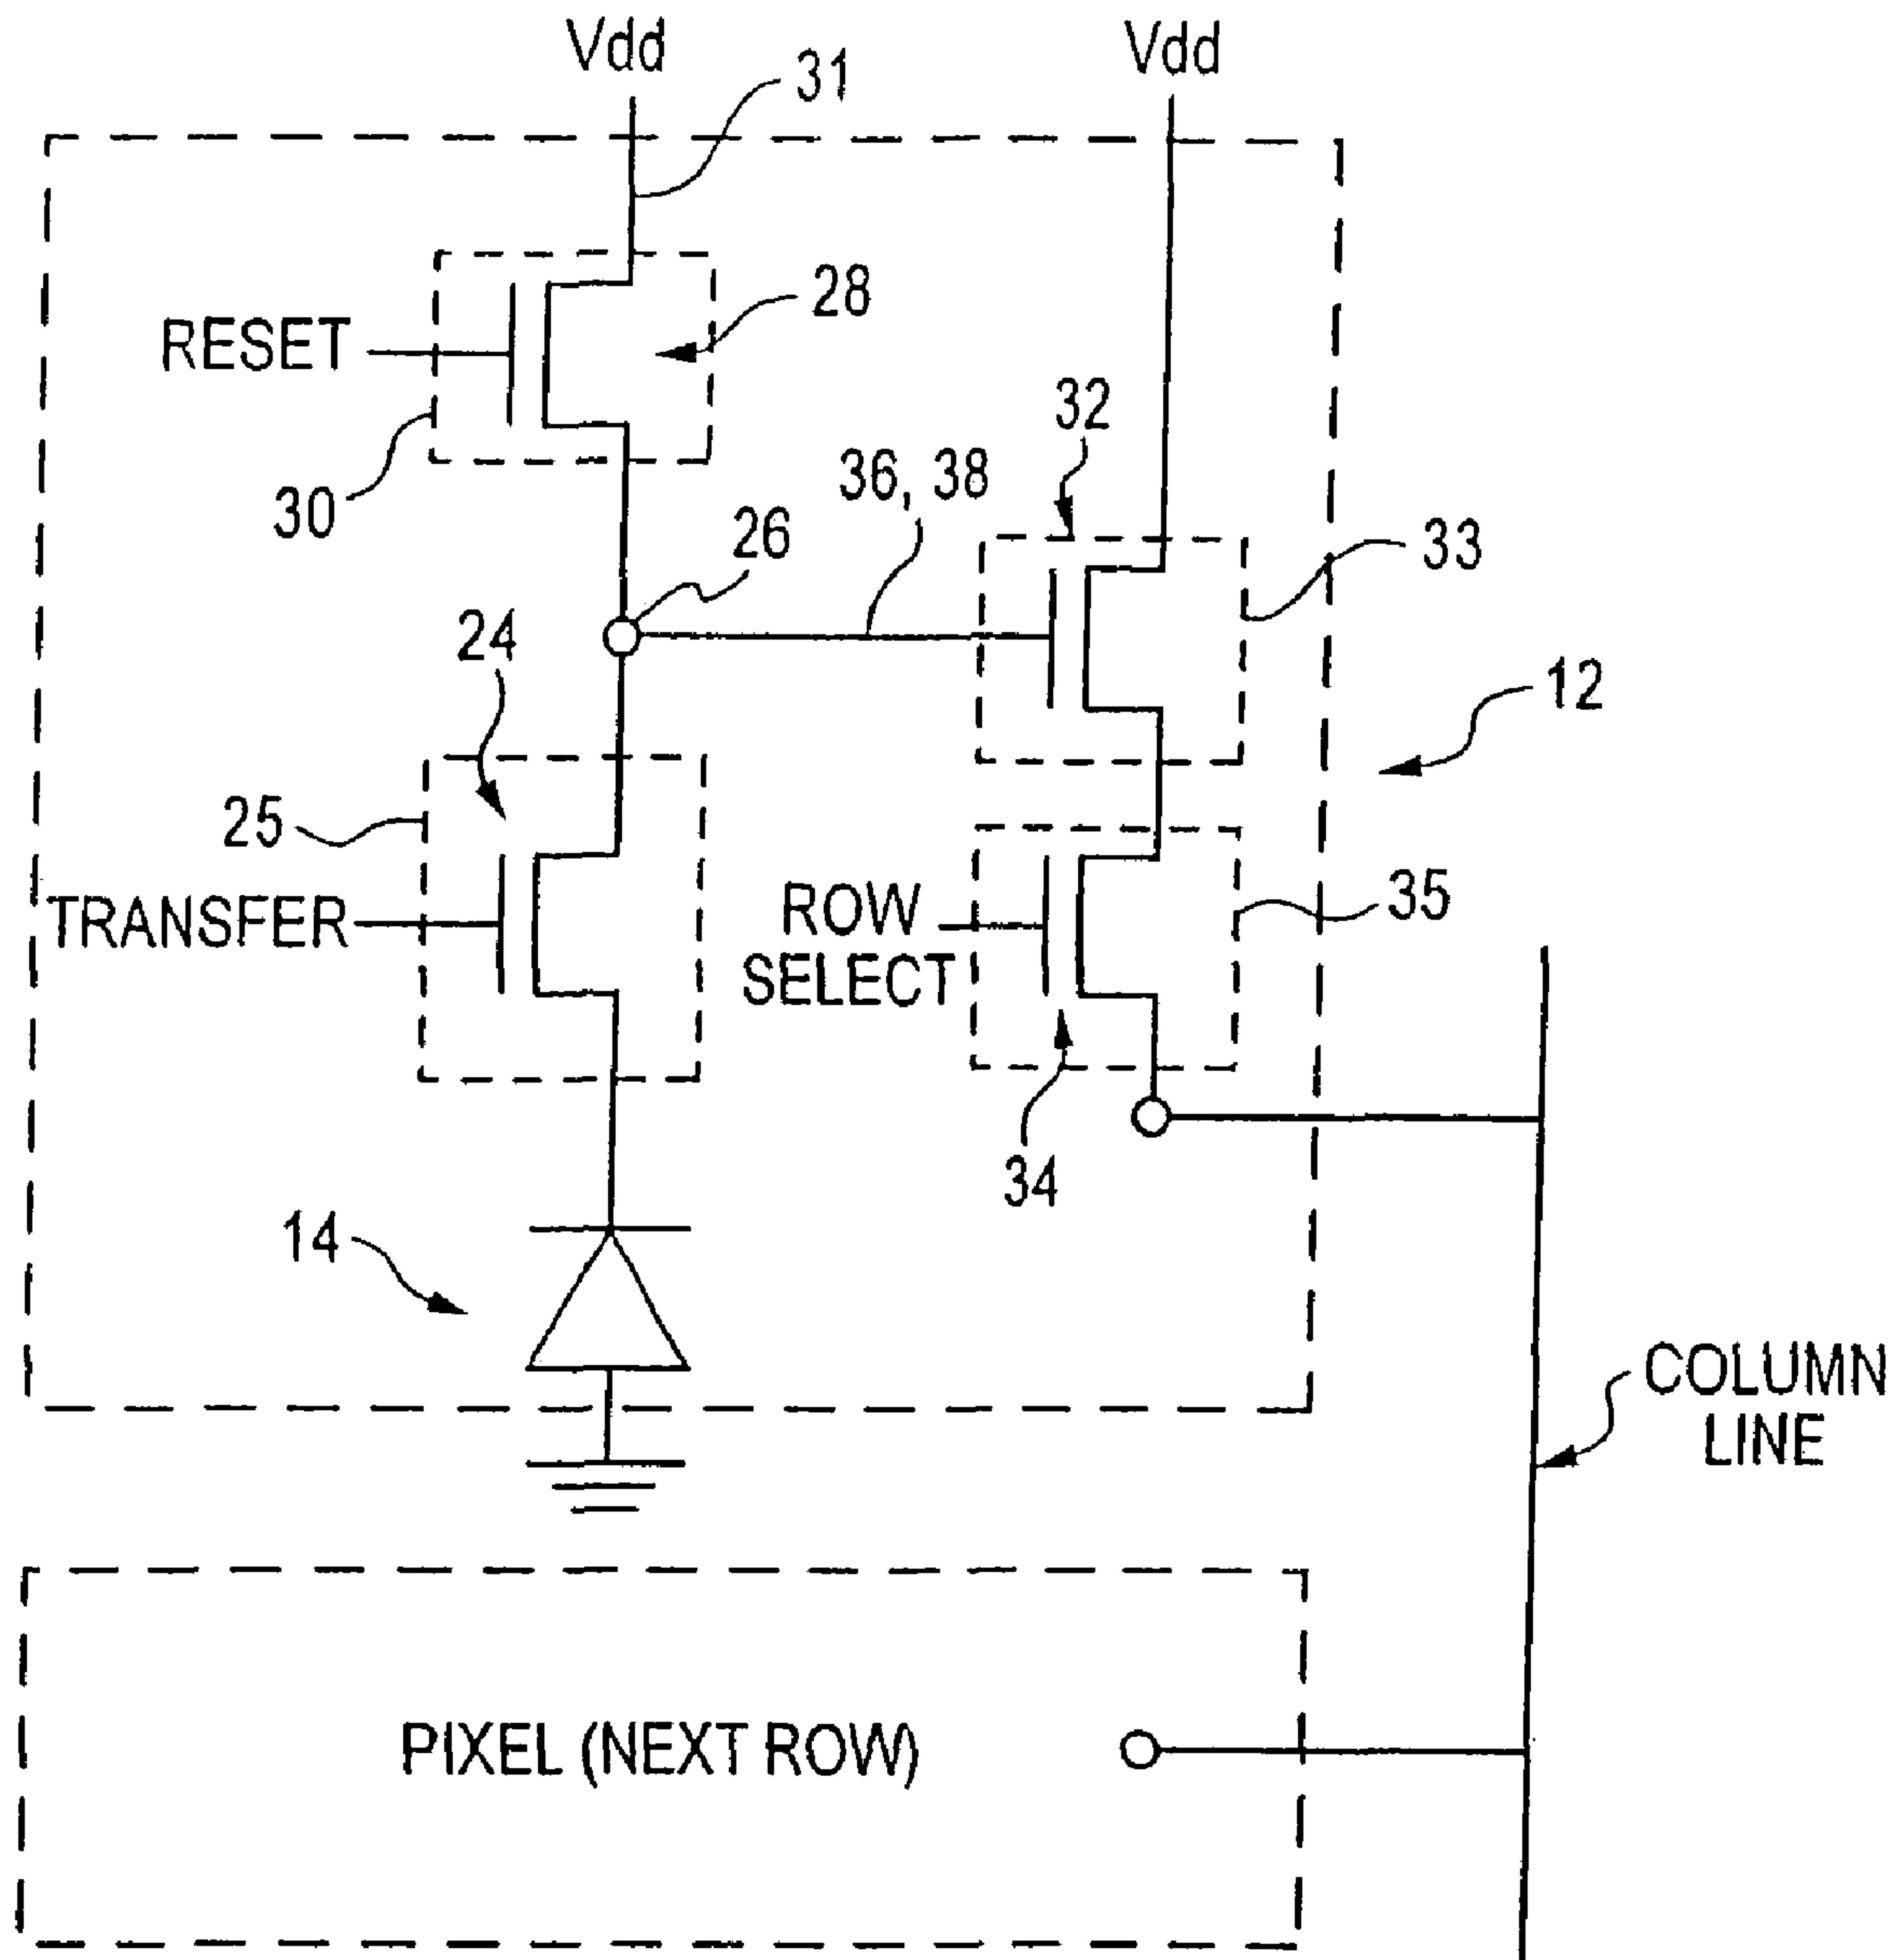 Vdd
Vdd
31
RESET
28
30
32
36, 38
26
33
24
12
25
TRANSFER
ROW
SELECT
35
34
14
COLUMN
LINE
PIXEL (NEXT ROW)